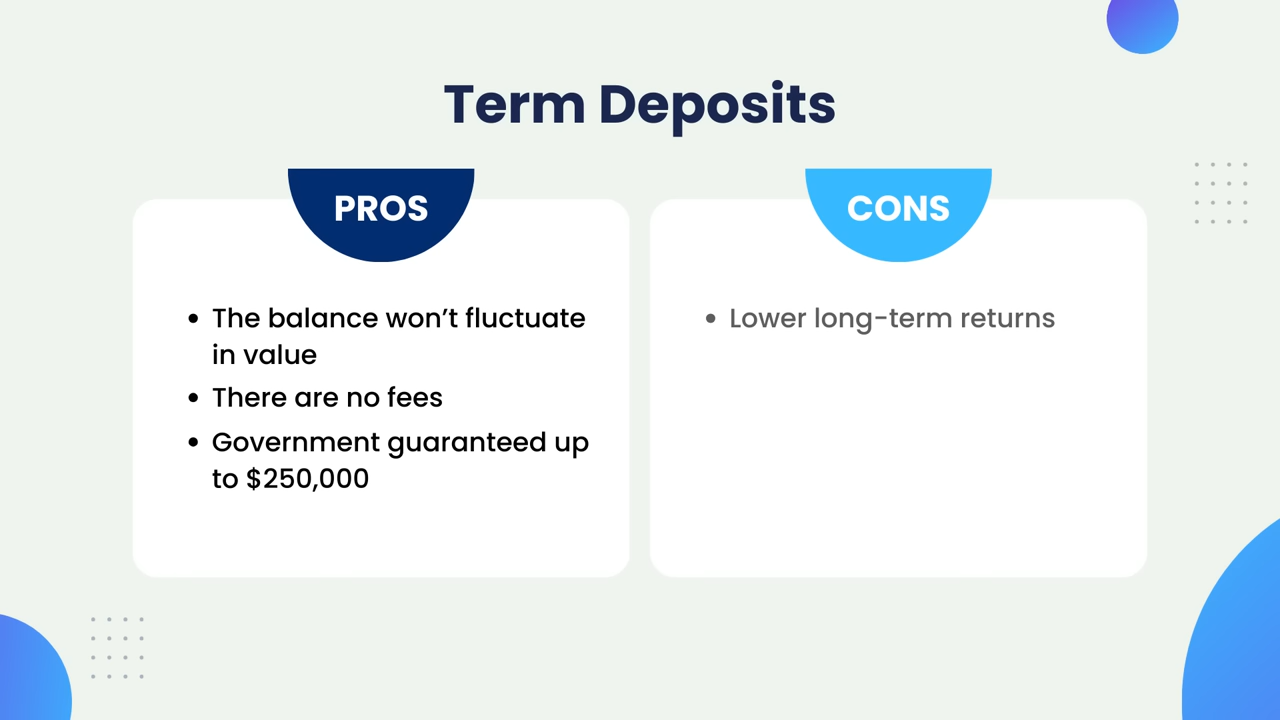 Term Deposits
PROS
• The balance won’t fluctuate
in value
• There are no fees
• Government guaranteed up
to $250,000
CONS
• Lower long-term returns